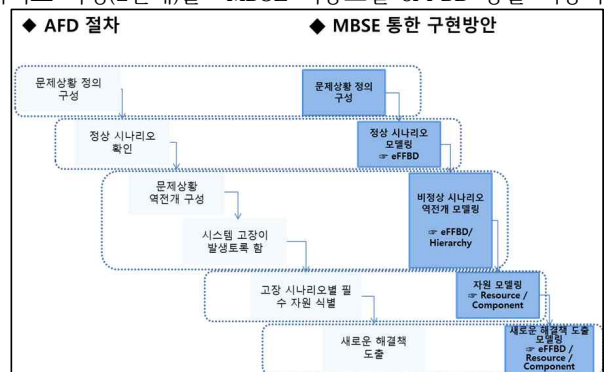 ◆ AFD 절차
◆ MBSE 통한 구현방안
문제상황 정의
구성
문제상황 정의
구성
정상 시나리오
확인
정상 시나리오
모델링
☞ eFFBD
문제상황
역전개 구성
시스템 고장이
발생토록 함
비정상 시나리오
역전개 모델링
☞ eFFBD/
Hierarchy
고장 시나리오별 필
수 자원 식별
자원 모델링
☞ Resource /
Component
새로운 해결책
도출
새로운 해결책 도출
모델링
☞ eFFBD /
Resource /
Component